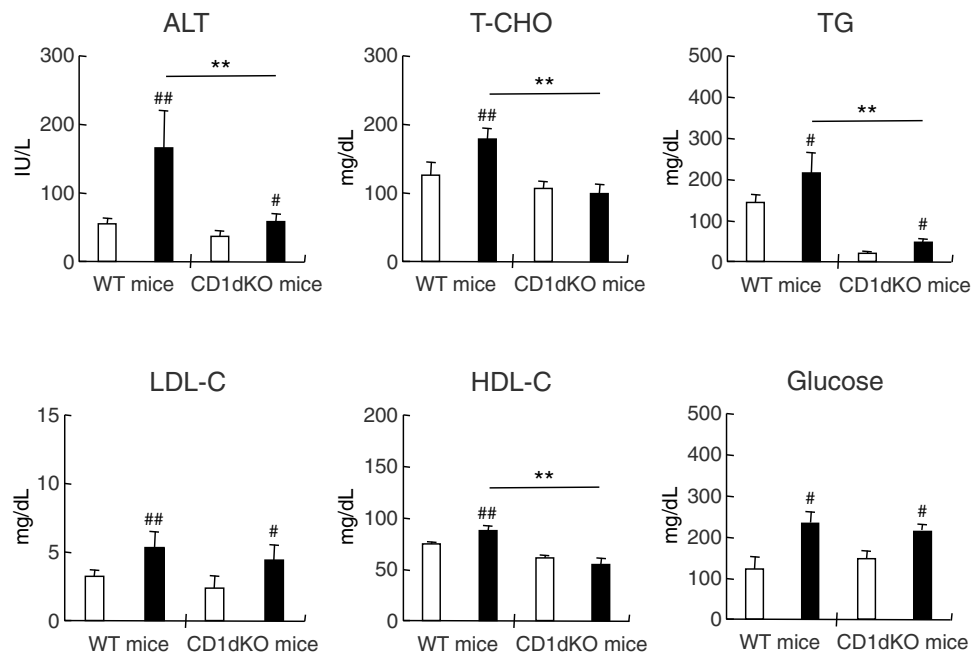 ALT
T-CHO
TG
300
200
100
0
IU/L
##
**
#
WT mice
CD1dKO mice
300
200
100
0
mg/dL
##
**
WT mice
CD1dKO mice
500
400
300
200
100
0
mg/dL
#
**
#
WT mice
CD1dKO mice
LDL-C
HDL-C
Glucose
15
10
5
0
mg/dL
##
#
WT mice
CD1dKO mice
200
150
100
50
0
mg/dL
##
**
WT mice
CD1dKO mice
500
400
300
200
100
0
mg/dL
#
#
WT mice
CD1dKO mice